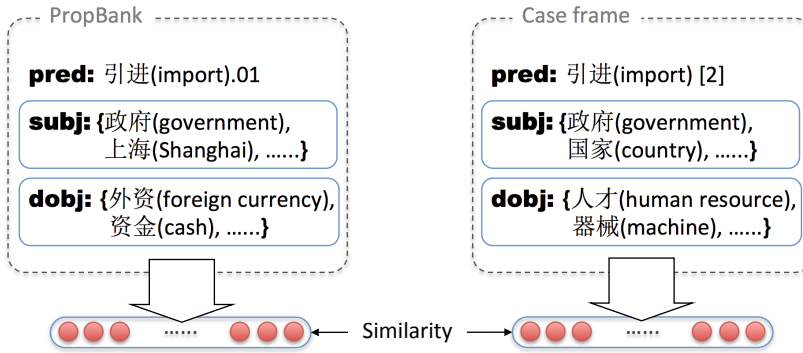 PropBank
pred: 引进(import).01
subj: {政府(government),
上海(Shanghai), ......}
dobj: {外资(foreign currency),
资金(cash), ......}
......
Case frame
pred: 引进(import) [2]
subj: {政府(government),
国家(country), ......}
dobj: {人才(human resource),
器械(machine), ......}
......
Similarity